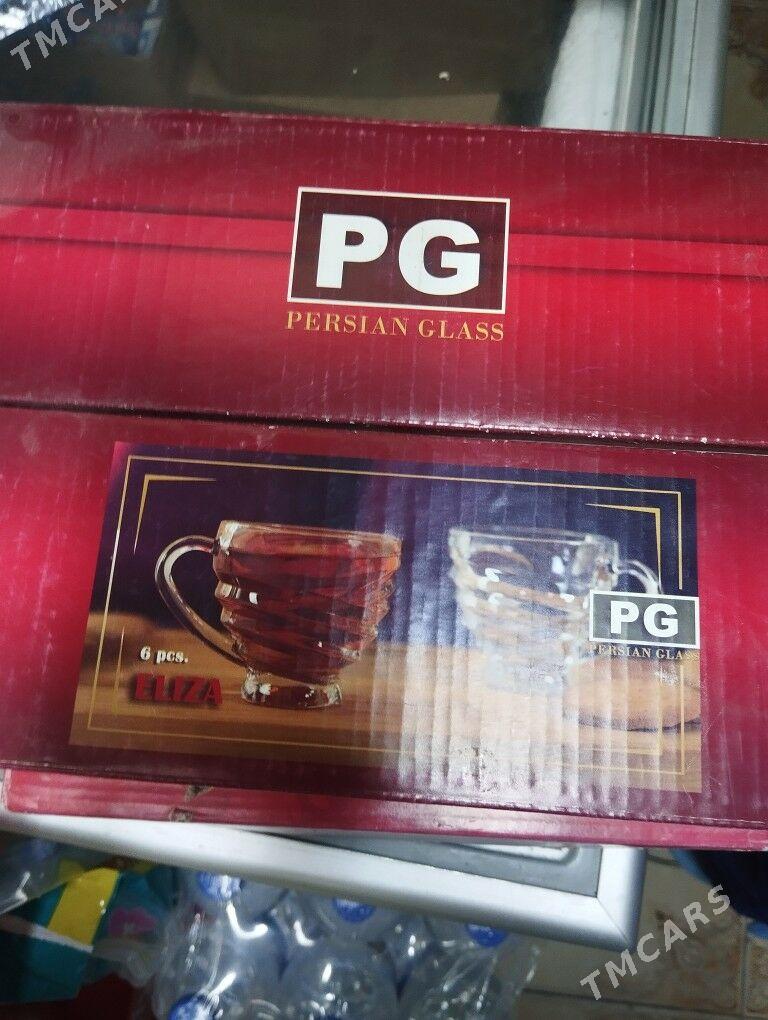 TMCARS
PG
PERSIAN GLASS
6 pcs.
ELIZA
PG
PERSIAN GLASS
TMCARS